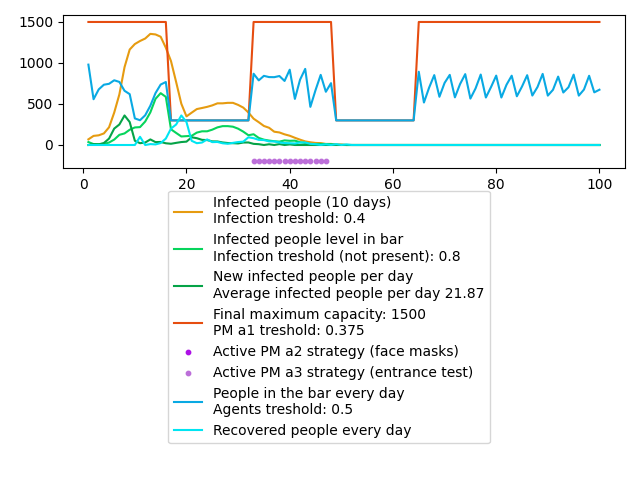 1500
1000
500
0
0 20 40 60 80 100
Infected people (10 days)
Infection treshold: 0.4
Infected people level in bar
Infection treshold (not present): 0.8
New infected people per day
Average infected people per day 21.87
Final maximum capacity: 1500
PM a1 treshold: 0.375
Active PM a2 strategy (face masks)
Active PM a3 strategy (entrance test)
People in the bar every day
Agents treshold: 0.5
Recovered people every day